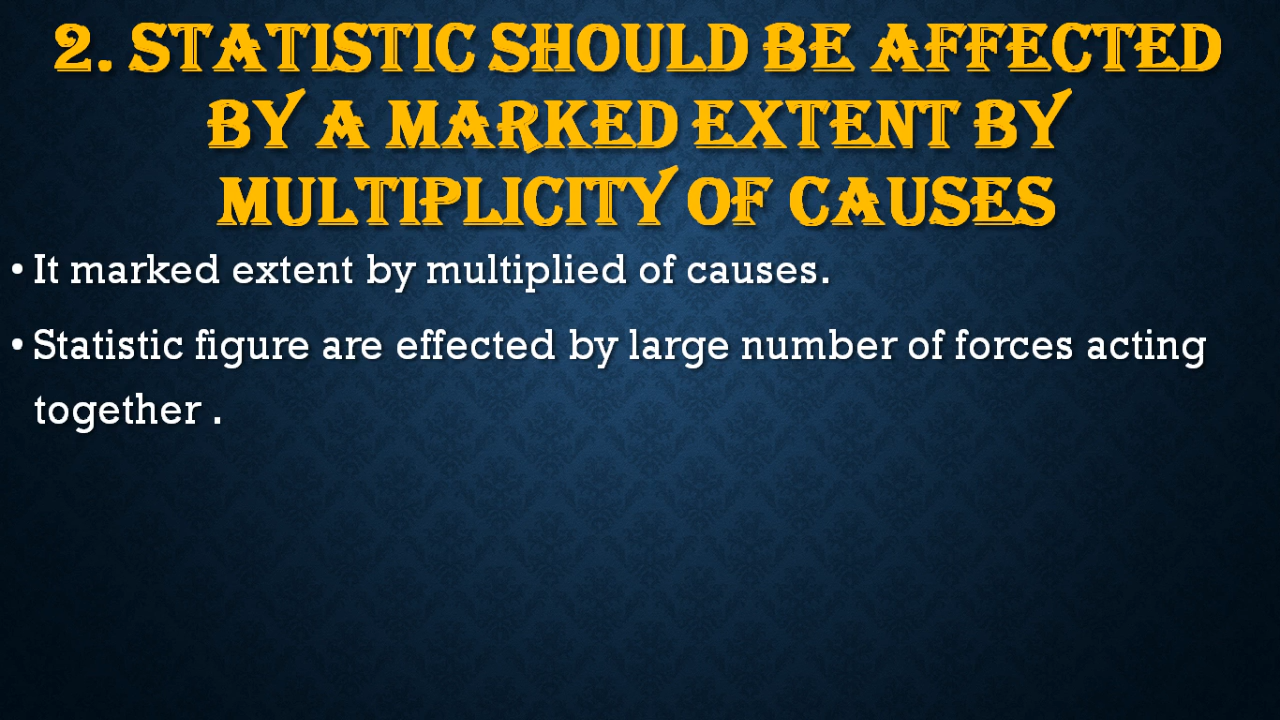 2. STATISTIC SHOULD BE AFFECTED
BY A MARKED EXTENT BY
MULTIPLICITY OF CAUSES
• It marked extent by multiplied of causes.
• Statistic figure are effected by large number of forces acting
together .